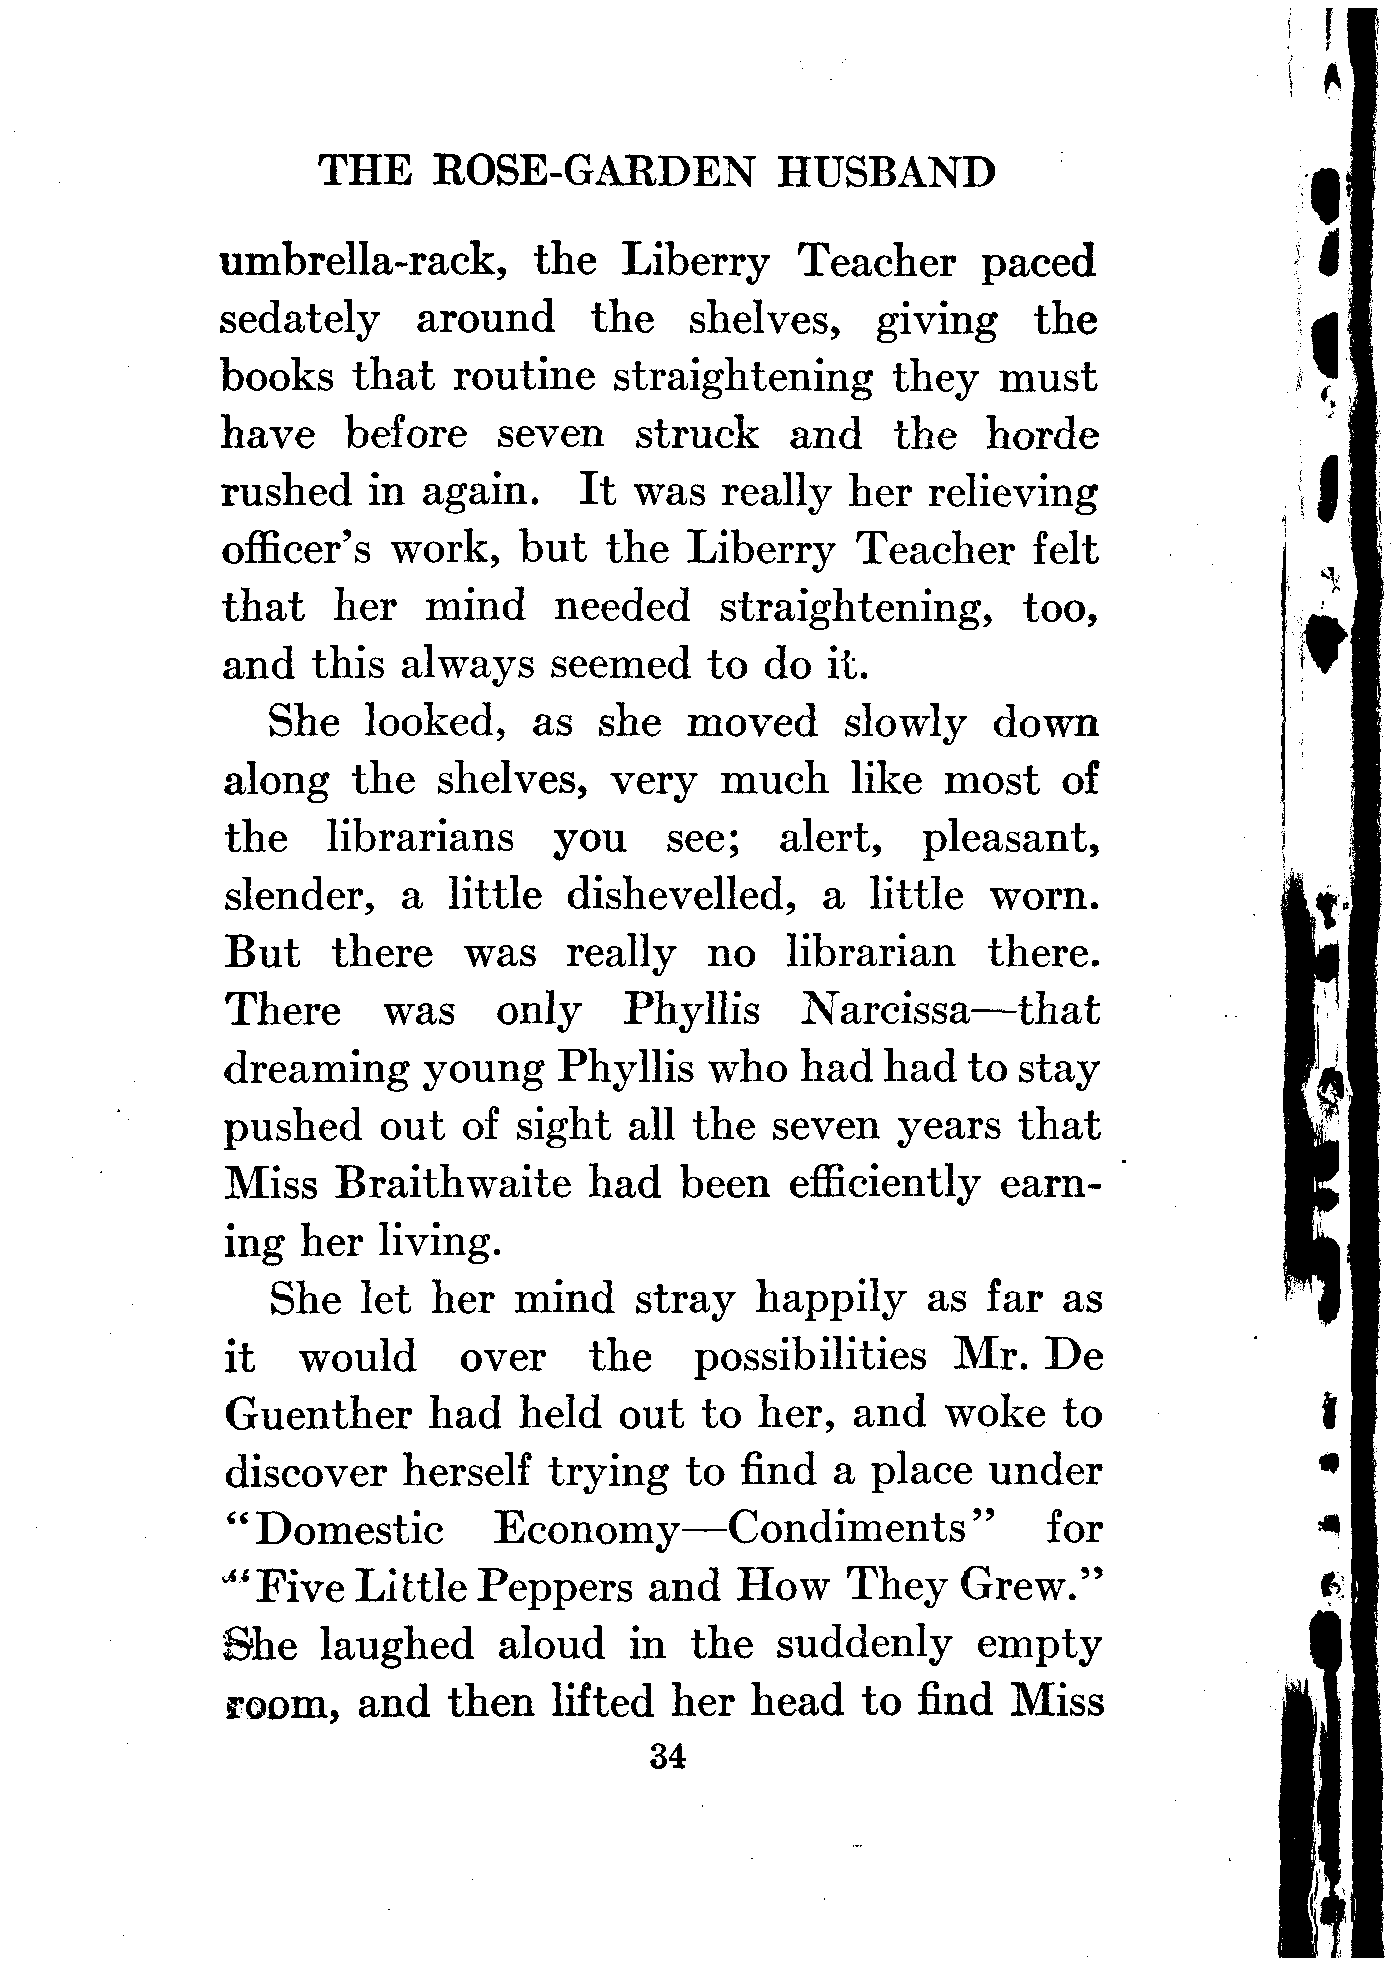 THE ROSE-GARDEN HUSBAND
umbrella-rack, the Liberry Teacher paced
sedately around the shelves, giving the
books that routine straightening they must
have before seven struck and the horde
rushed in again. It was really her relieving
officer's work, but the Liberry Teacher felt
that her mind needed straightening, too,
and this always seemed to do it.
She looked, as she moved slowly down
along the shelves, very much like most of
the librarians you see; alert, pleasant,
slender, a little dishevelled, a little worn.
But there was really no librarian there.
There was only Phyllis Narcissa—that
dreaming young Phyllis who had had to stay
pushed out of sight all the seven years that
Miss Braithwaite had been efficiently earn-
ing her living.
She let her mind stray happily as far as
it would over the possibilities Mr. De
Guenther had held out to her, and woke to
discover herself trying to find a place under
“Domestic Economy—Condiments” for
“Five Little Peppers and How They Grew.”
She laughed aloud in the suddenly empty
room, and then lifted her head to find Miss
34